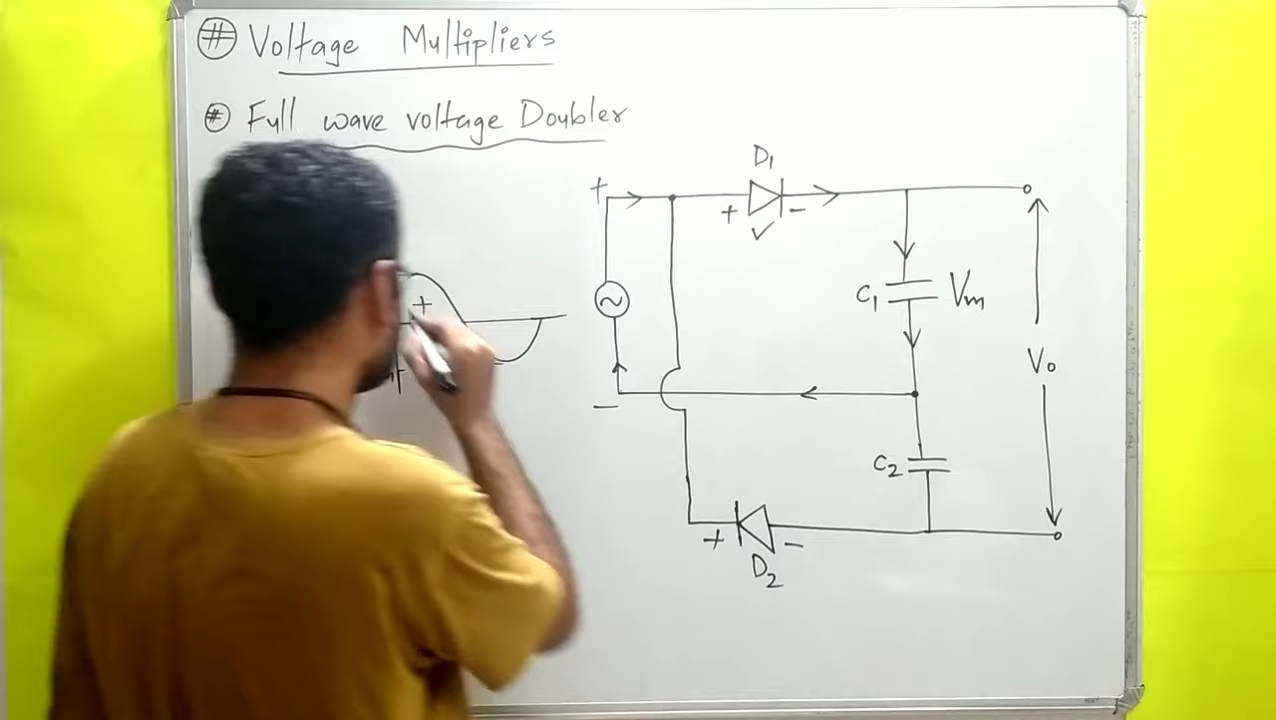 # Voltage Multipliers
# Full wave voltage Doubler
D₁
+
+ -
✓
+
C₁ Vm
Vo
-
C₂
+ -
D₂